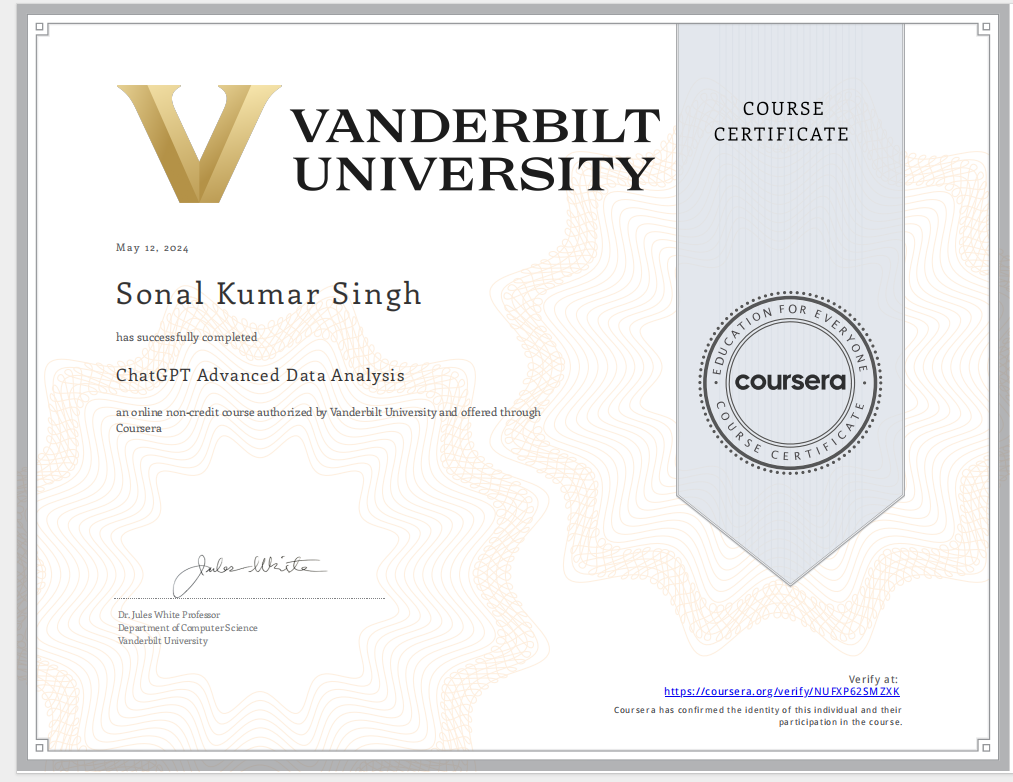 VANDERBILT
UNIVERSITY
COURSE
CERTIFICATE
May 12, 2024
Sonal Kumar Singh
has successfully completed
ChatGPT Advanced Data Analysis
an online non-credit course authorized by Vanderbilt University and offered through
Coursera
EDUCATION FOR EVERYONE
coursera
COURSE CERTIFICATE
Jules White
Dr. Jules White Professor
Department of Computer Science
Vanderbilt University
Verify at:
https://coursera.org/verify/NUFXP62SMZXK
Coursera has confirmed the identity of this individual and their
participation in the course.